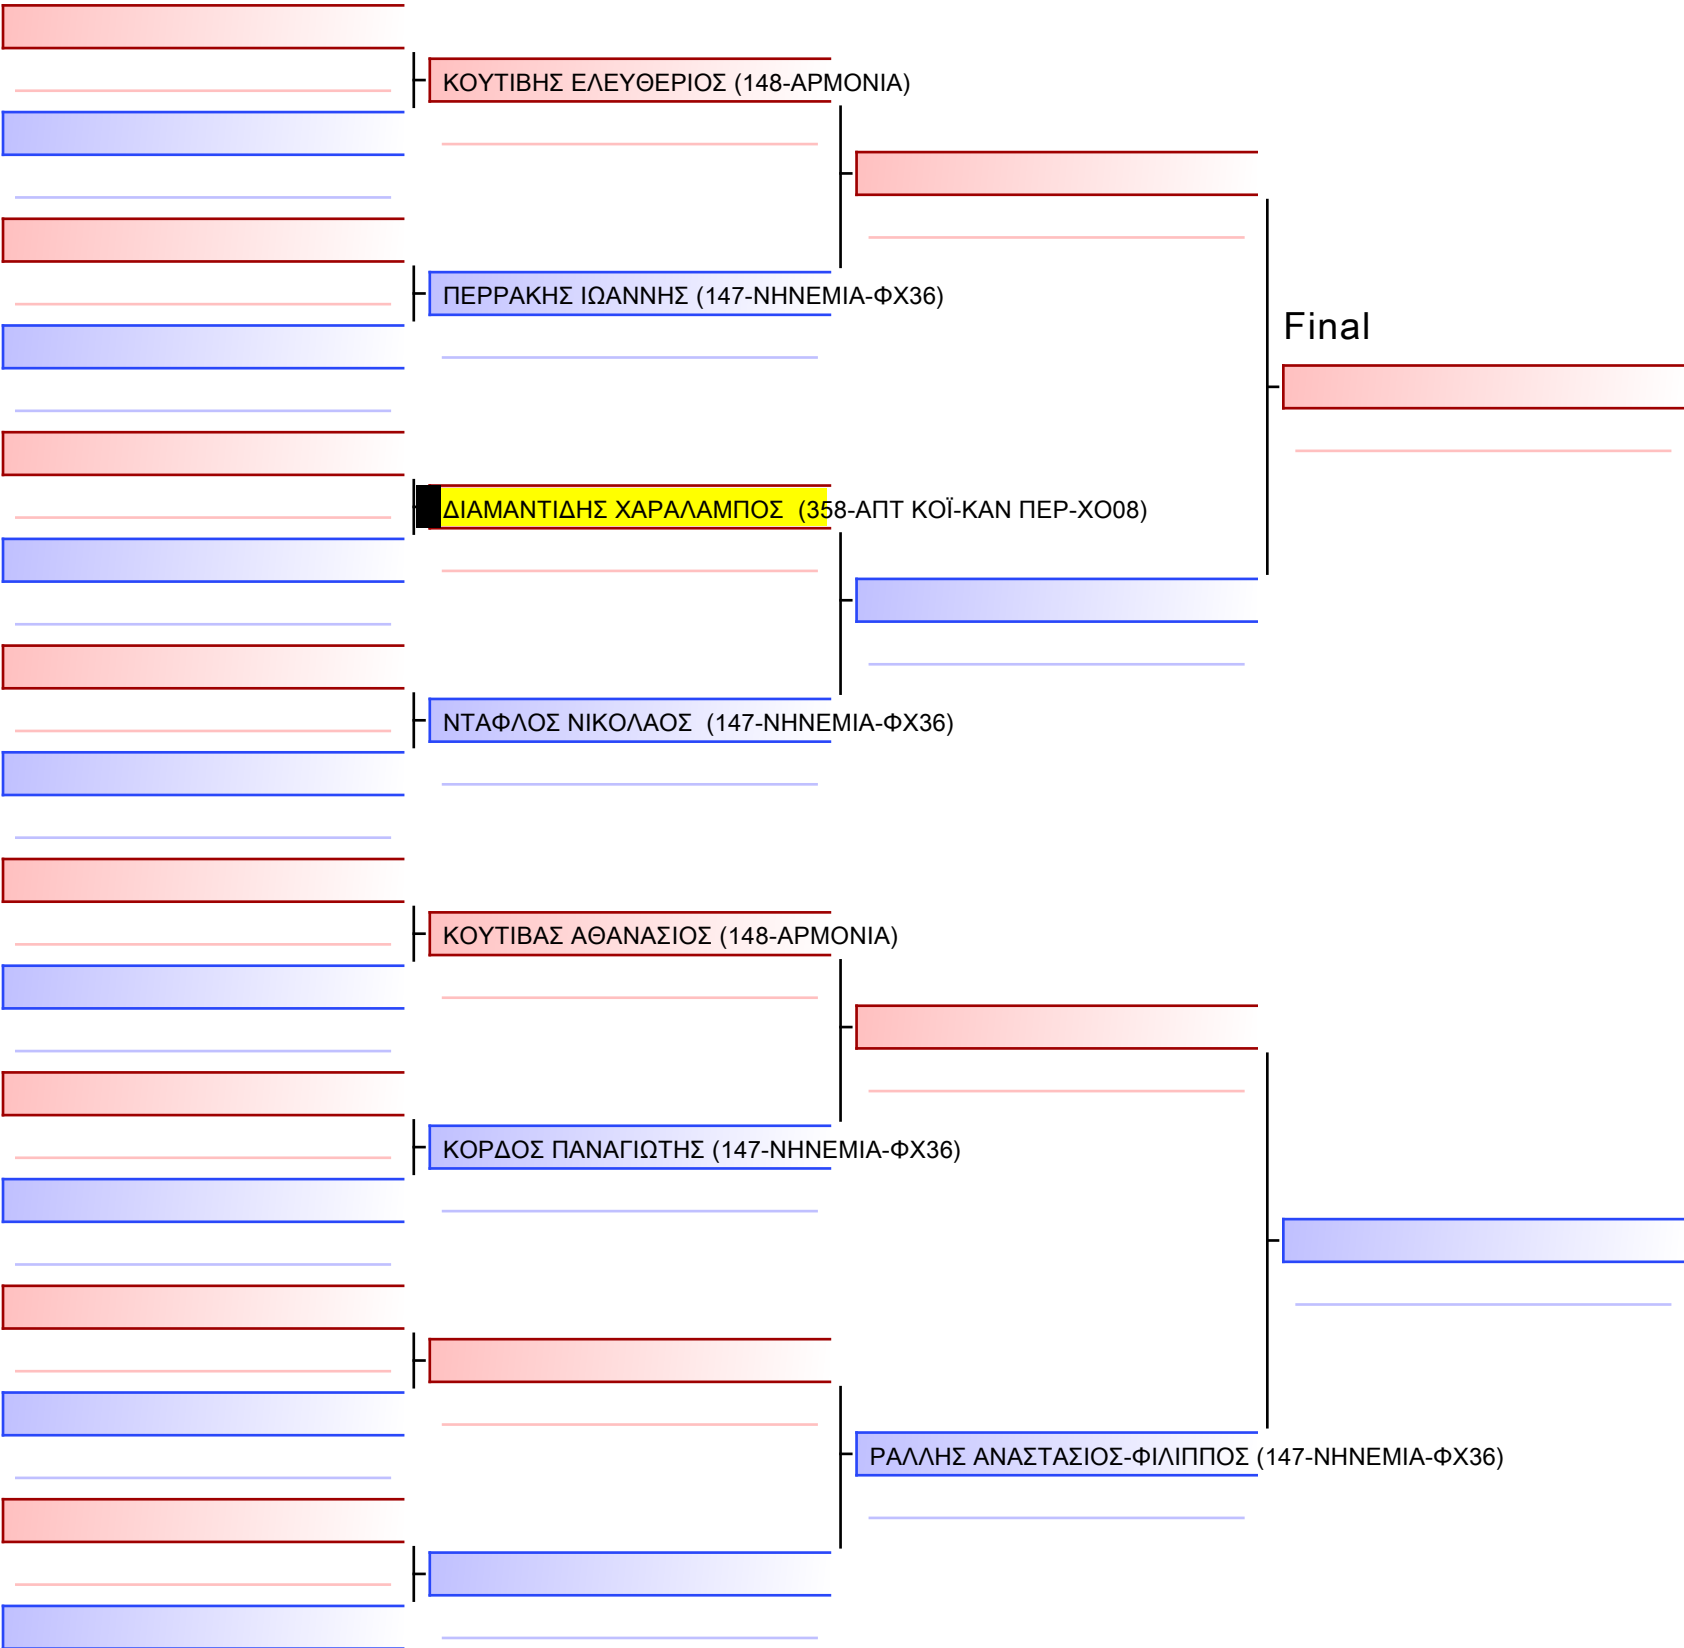 ΚΟΥΤΙΒΗΣ ΕΛΕΥΘΕΡΙΟΣ (148-ΑΡΜΟΝΙΑ)
ΠΕΡΡΑΚΗΣ ΙΩΑΝΝΗΣ (147-ΝΗΝΕΜΙΑ-ΦΧ36)
Final
ΔΙΑΜΑΝΤΙΔΗΣ ΧΑΡΑΛΑΜΠΟΣ (358-ΑΠΤ ΚΟΪ-ΚΑΝ ΠΕΡ-ΧΟ08)
ΝΤΑΦΛΟΣ ΝΙΚΟΛΑΟΣ (147-ΝΗΝΕΜΙΑ-ΦΧ36)
ΚΟΥΤΙΒΑΣ ΑΘΑΝΑΣΙΟΣ (148-ΑΡΜΟΝΙΑ)
ΚΟΡΔΟΣ ΠΑΝΑΓΙΩΤΗΣ (147-ΝΗΝΕΜΙΑ-ΦΧ36)
ΡΑΛΛΗΣ ΑΝΑΣΤΑΣΙΟΣ-ΦΙΛΙΠΠΟΣ (147-ΝΗΝΕΜΙΑ-ΦΧ36)